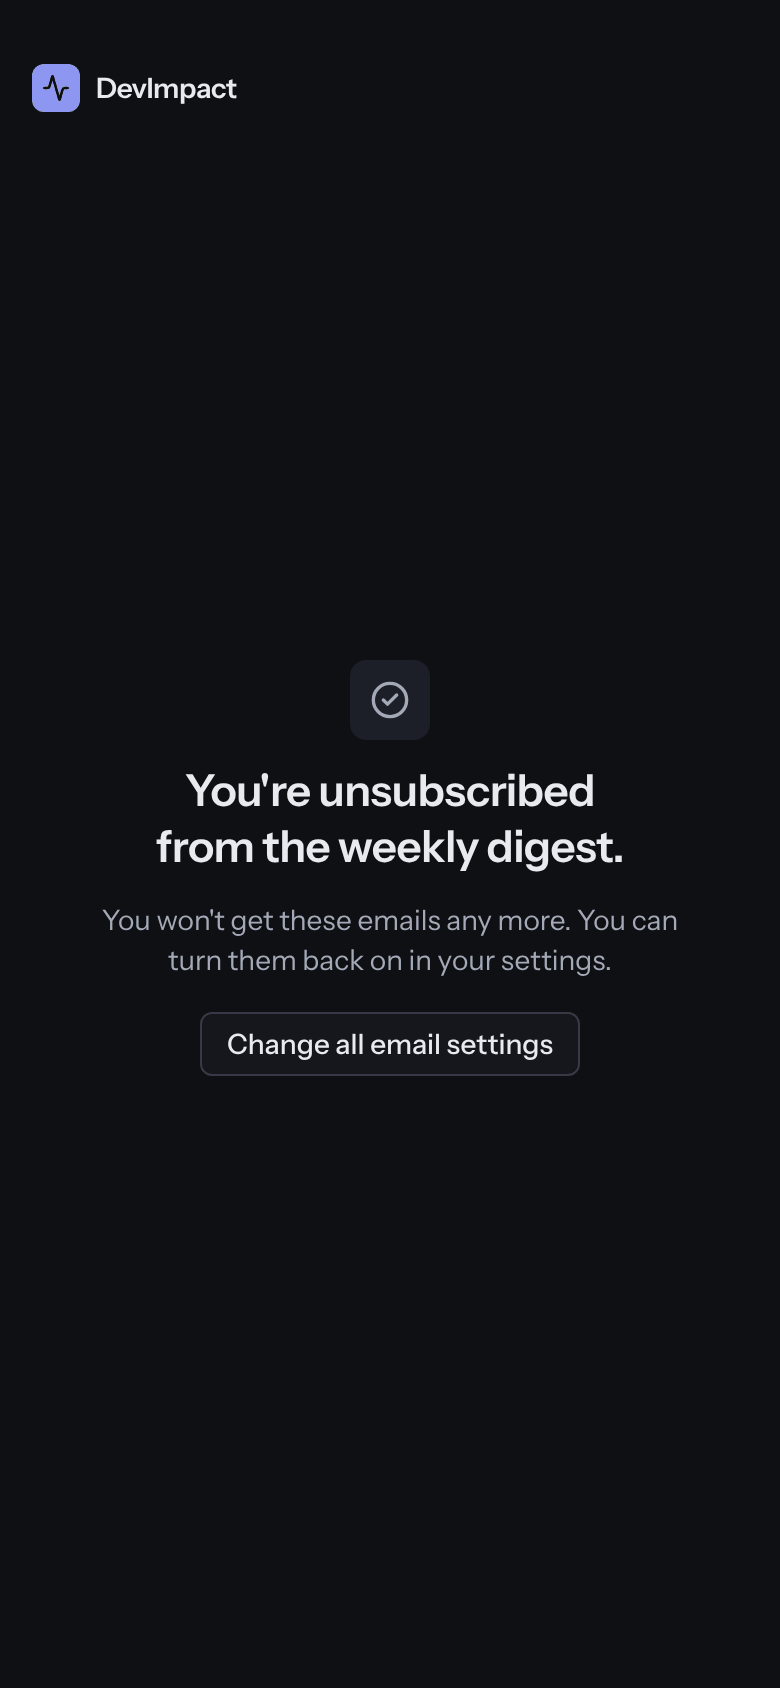 DevImpact
You're unsubscribed
from the weekly digest.
You won't get these emails any more. You can
turn them back on in your settings.
Change all email settings